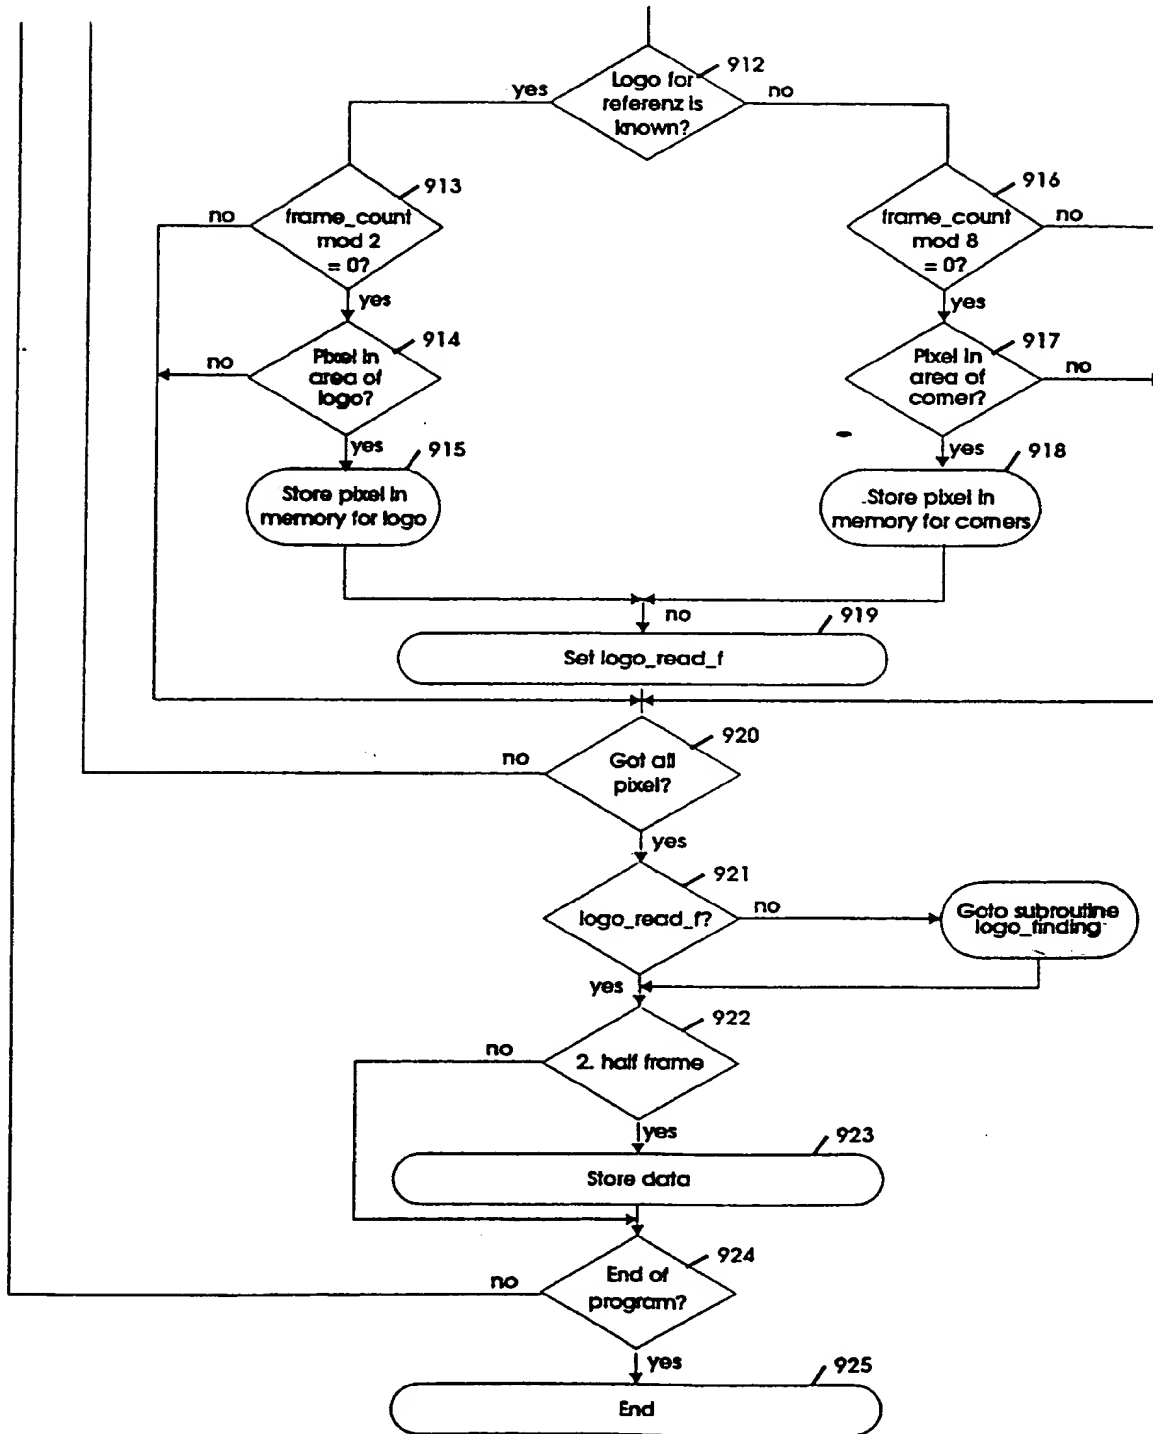 912
Logo for
referenz is
known?
yes
no
913
frame_count
mod 2
= 0?
no
yes
916
frame_count
mod 8
= 0?
no
yes
914
Pixel in
area of
logo?
no
yes
917
Pixel in
area of
corner?
no
yes
915
Store pixel in
memory for logo
918
Store pixel in
memory for corners
no
919
Set logo_read_f
920
Got all
pixel?
no
yes
921
logo_read_f?
no
yes
Goto subroutine
logo_finding
922
2. half frame
no
yes
923
Store data
924
End of
program?
no
yes
925
End